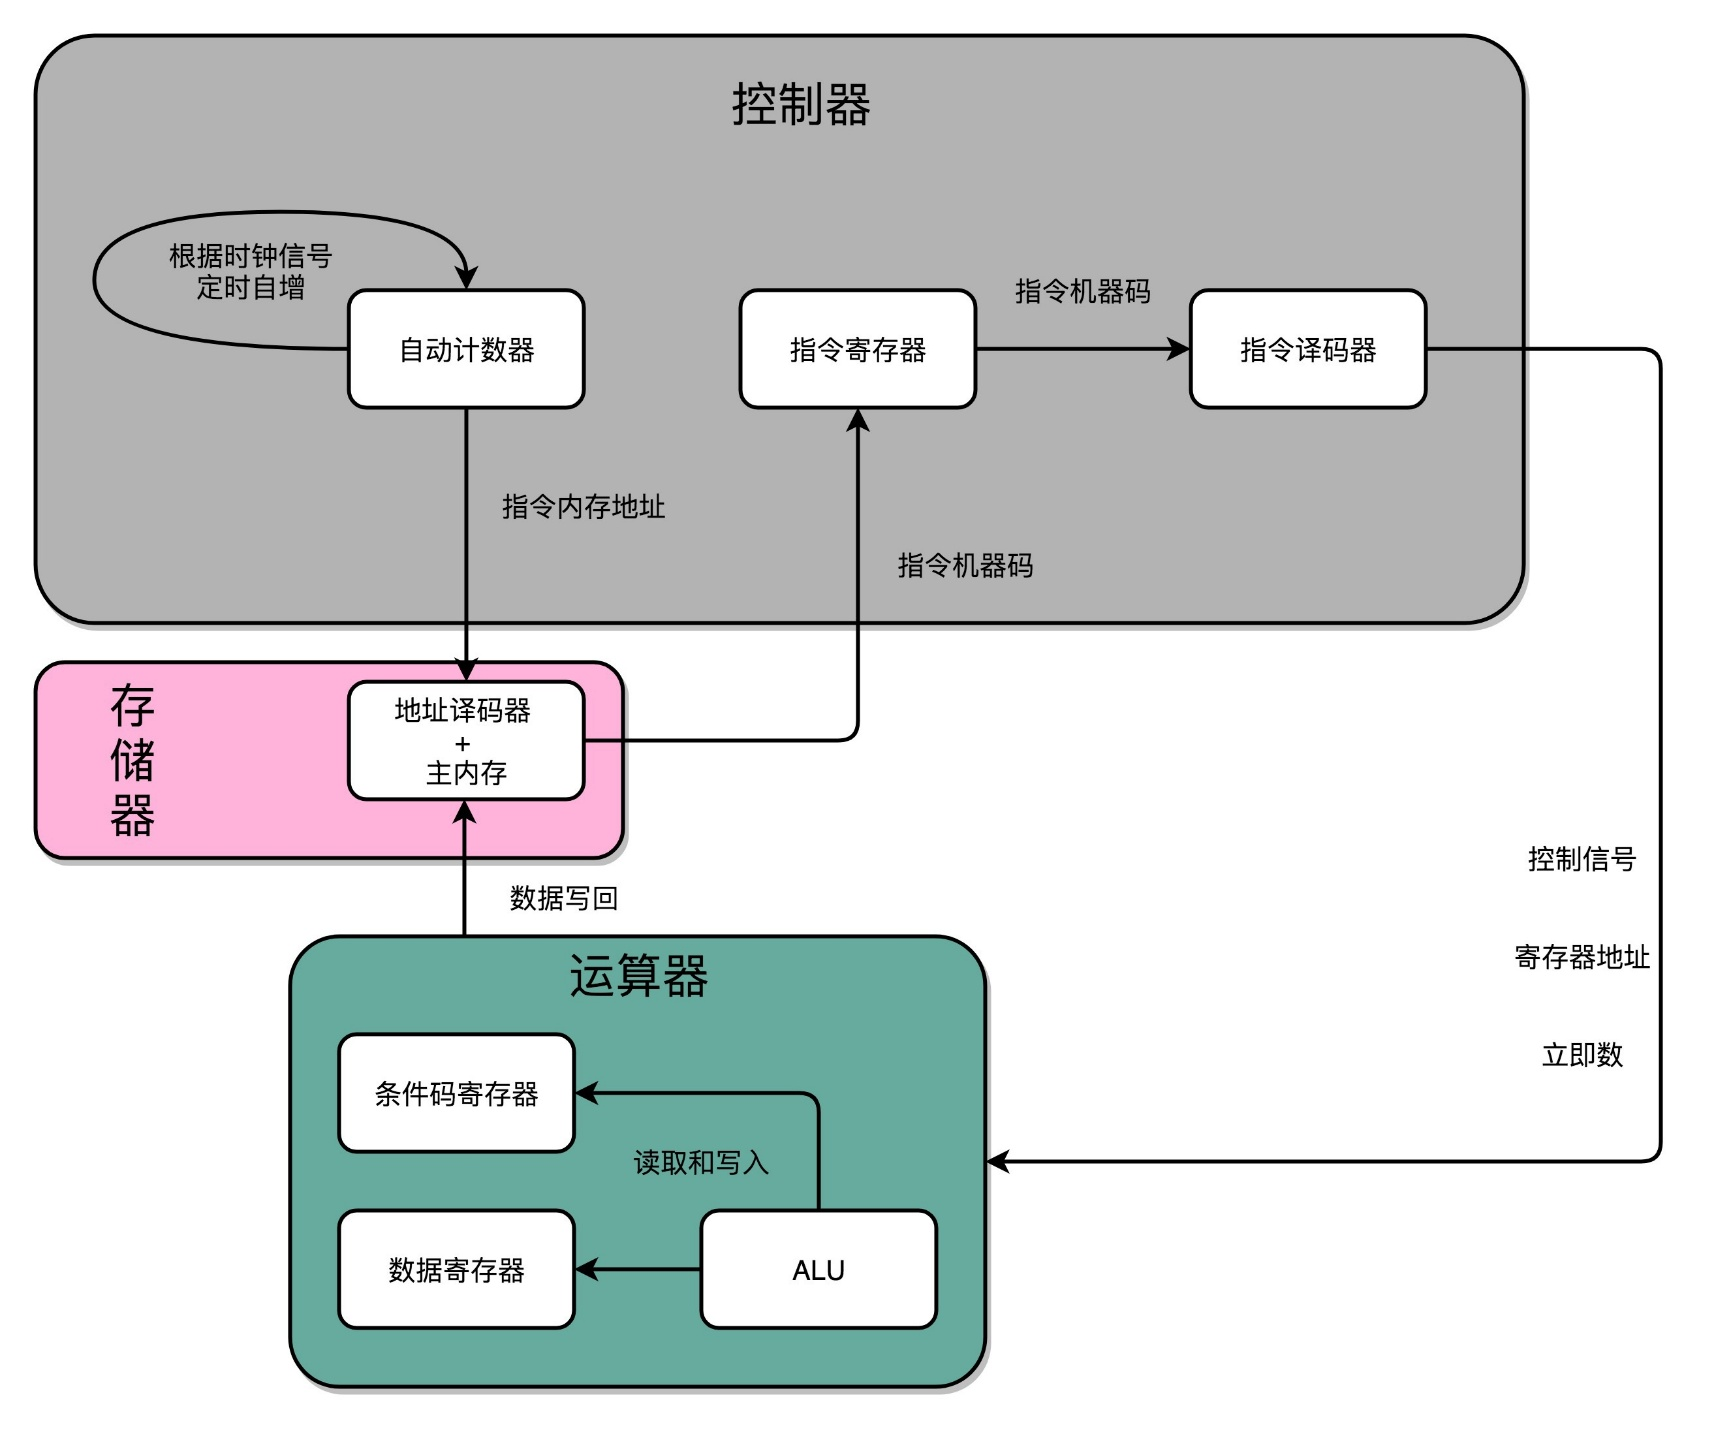 控制器
根据时钟信号
定时自增
自动计数器
指令寄存器
指令机器码
指令译码器
指令内存地址
指令机器码
存
储
器
地址译码器
+
主内存
数据写回
控制信号
寄存器地址
立即数
运算器
条件码寄存器
读取和写入
数据寄存器
ALU